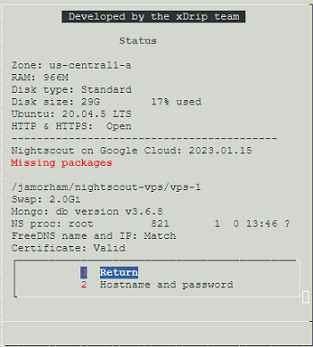 Developed by the xDrip team
Status
Zone: us-central1-a
RAM: 966M
Disk type: Standard
Disk size: 29G 17% used
Ubuntu: 20.04.5 LTS
HTTP & HTTPS: Open
-----------------------------------------
Nightscout on Google Cloud: 2023.01.15
Missing packages
/jamorham/nightscout-vps/vps-1
Swap: 2.0Gi
Mongo: db version v3.6.8
NS proc: root 821 1 0 13:46 ?
FreeDNS name and IP: Match
Certificate: Valid
1 Return
2 Hostname and password